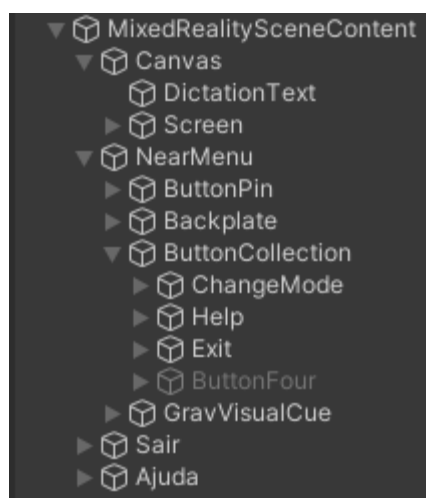 MixedRealitySceneContent
Canvas
DictationText
Screen
NearMenu
ButtonPin
Backplate
ButtonCollection
ChangeMode
Help
Exit
ButtonFour
GravVisualCue
Sair
Ajuda